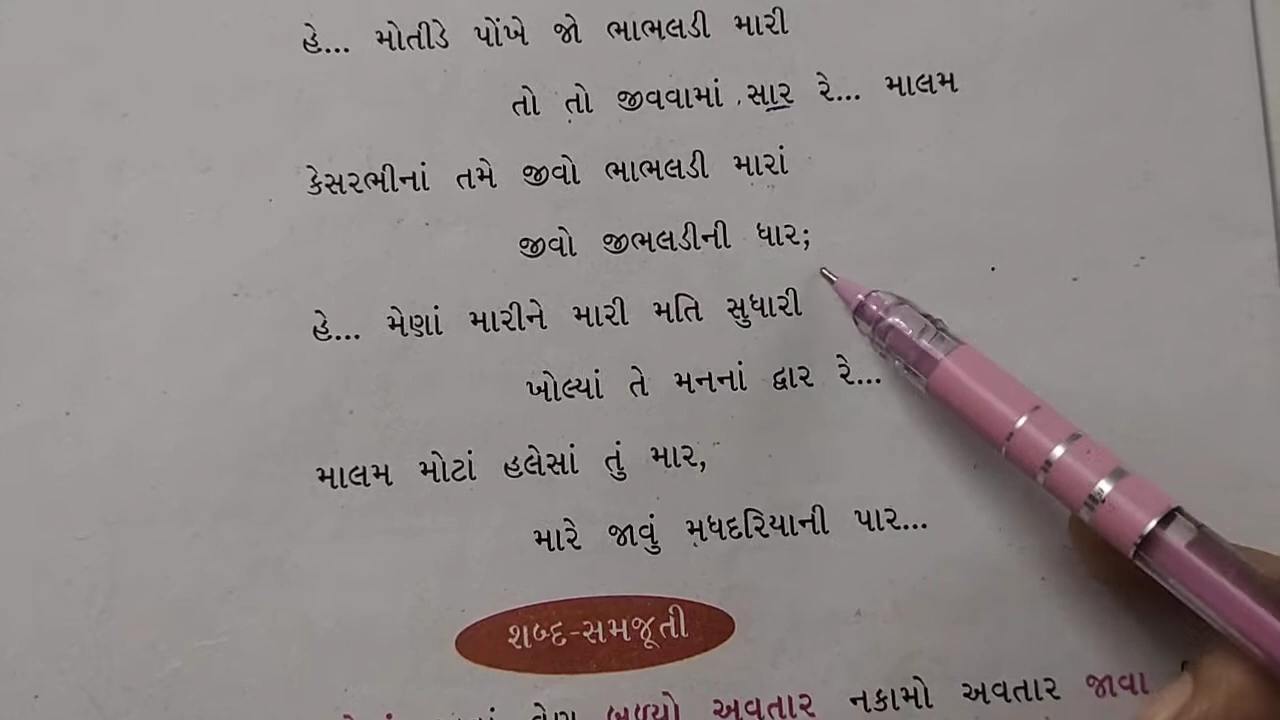 હે... મોતીડે પોંખે જો ભાભલડી મારી
તો તો જીવવામાં સાર રે... માલમ
કેસરભીનાં તમે જીવો ભાભલડી મારાં
જીવો જીભલડીની ધાર;
હે... મેણાં મારીને મારી મતિ સુધારી
ખોલ્યાં તે મનનાં દ્વાર રે...
માલમ મોટાં હલેસાં તું માર,
મારે જાવું મધદરિયાની પાર...
શબ્દ-સમજૂતી
અવતાર નકામો અવતાર જાવા